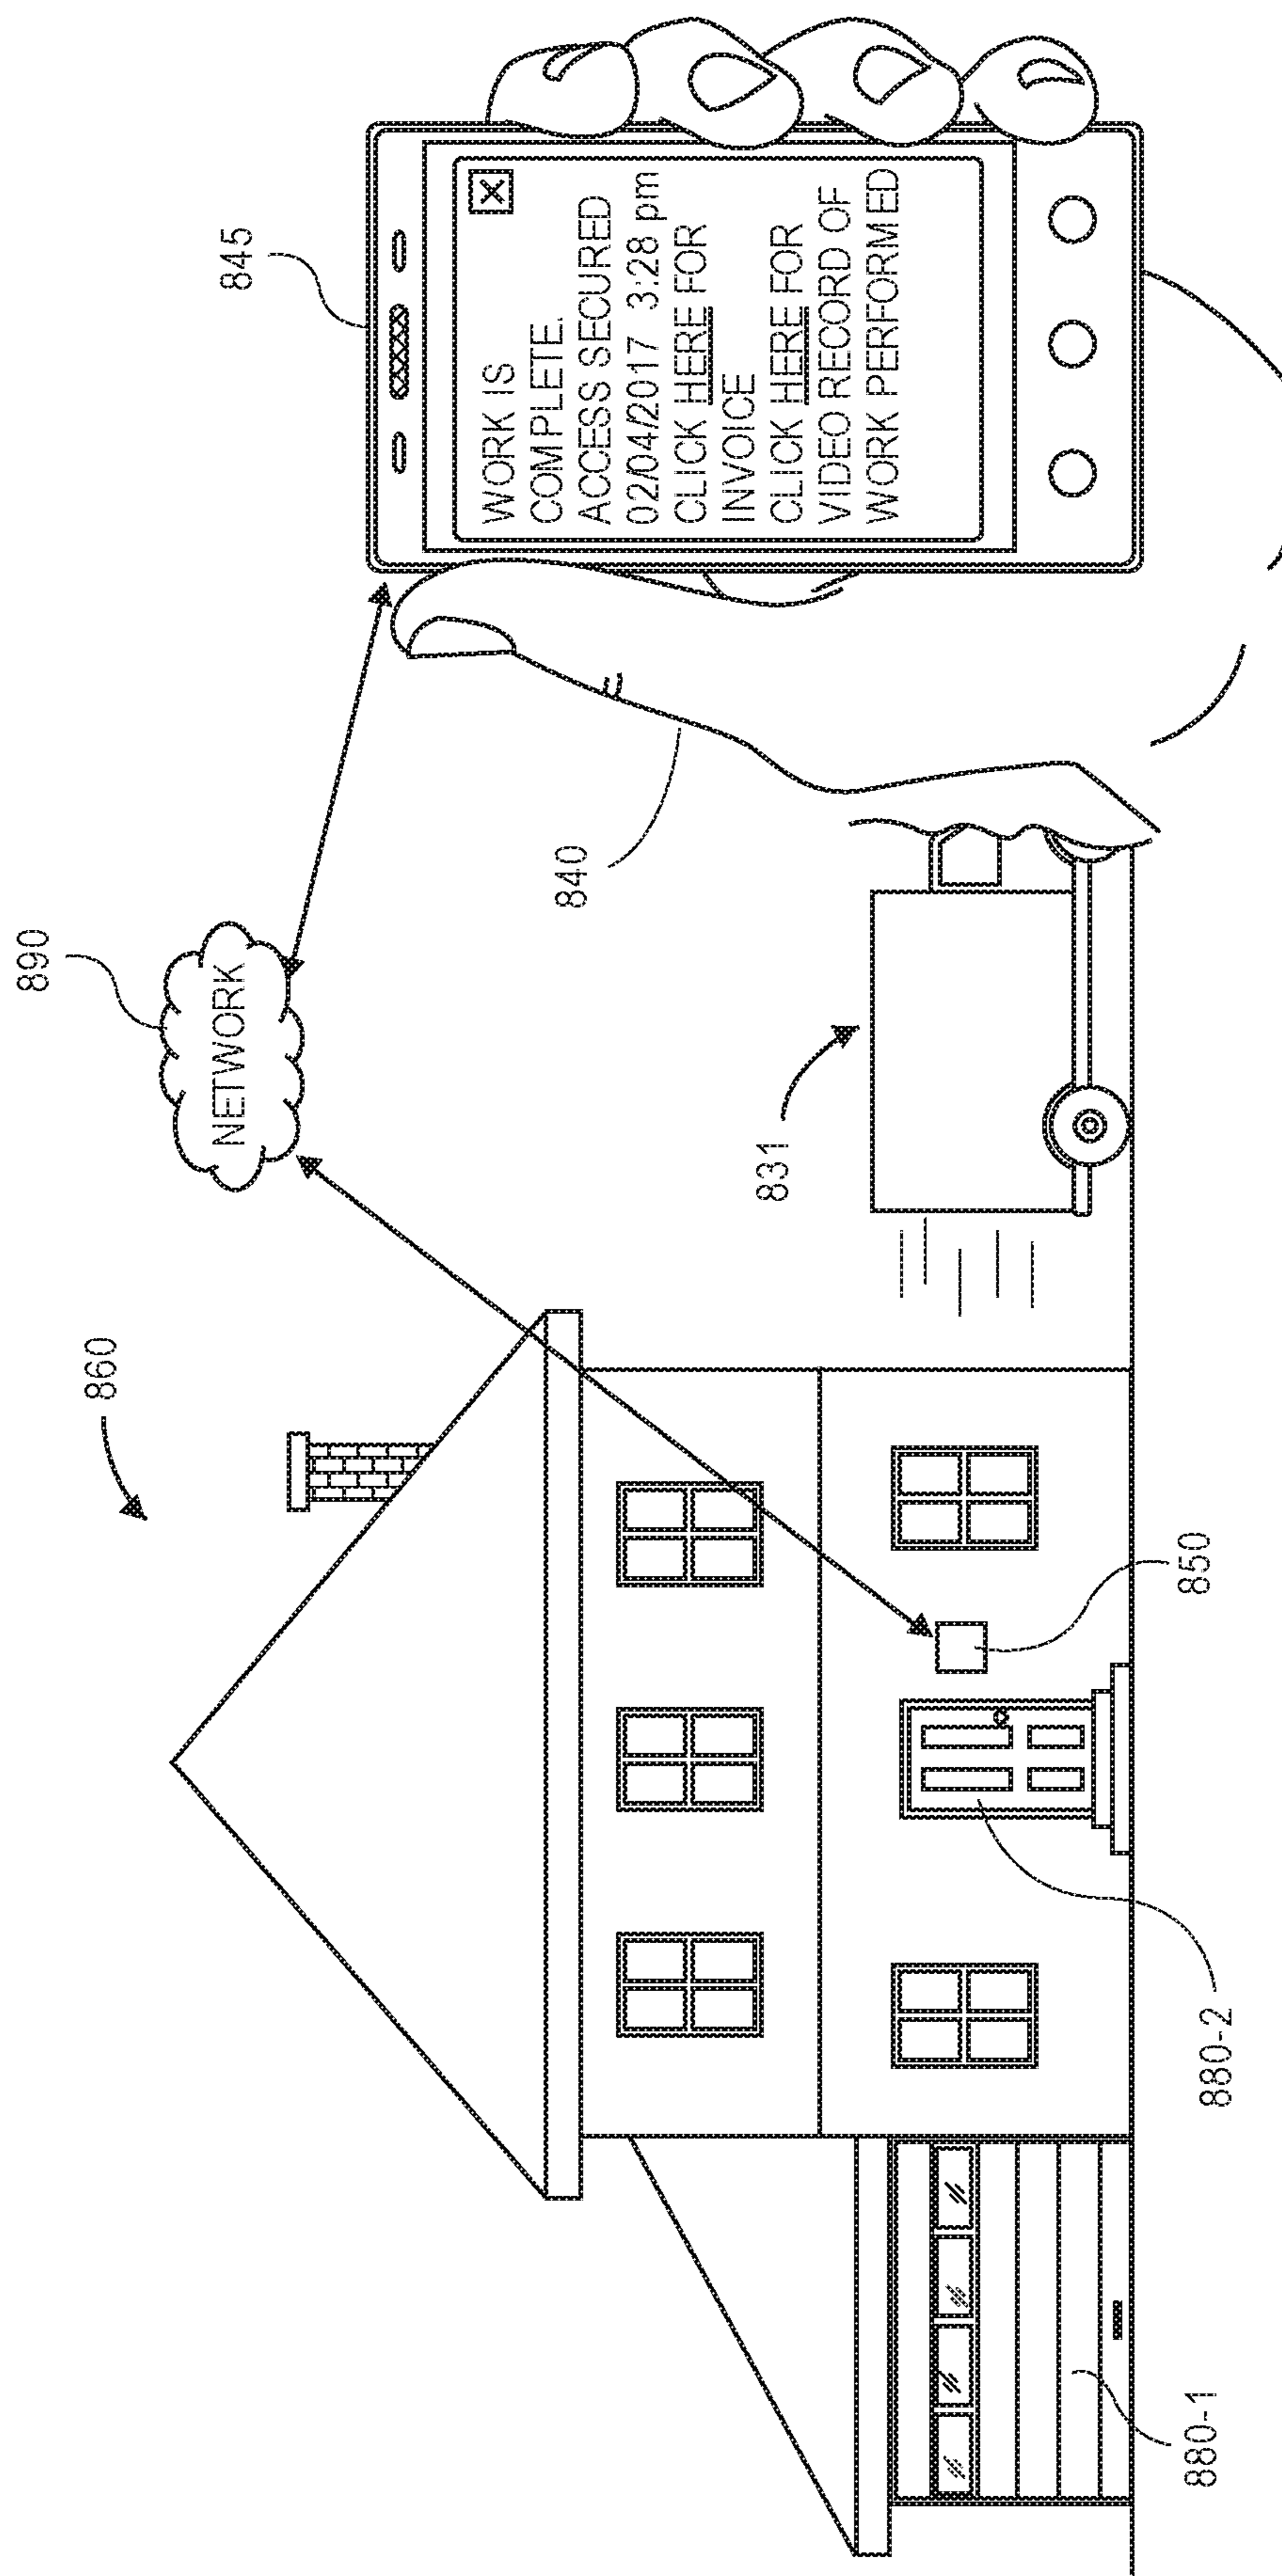 860
890
NETWORK
845
WORK IS
COMPLETE.
ACCESS SECURED
02/04/2017 3:28 pm
CLICK HERE FOR
INVOICE
CLICK HERE FOR
VIDEO RECORD OF
WORK PERFORMED
840
831
850
880-2
880-1